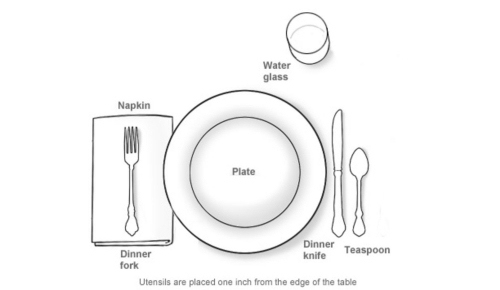 Water
glass
Napkin
Plate
Dinner
fork
Dinner
knife
Teaspoon
Utensils are placed one inch from the edge of the table